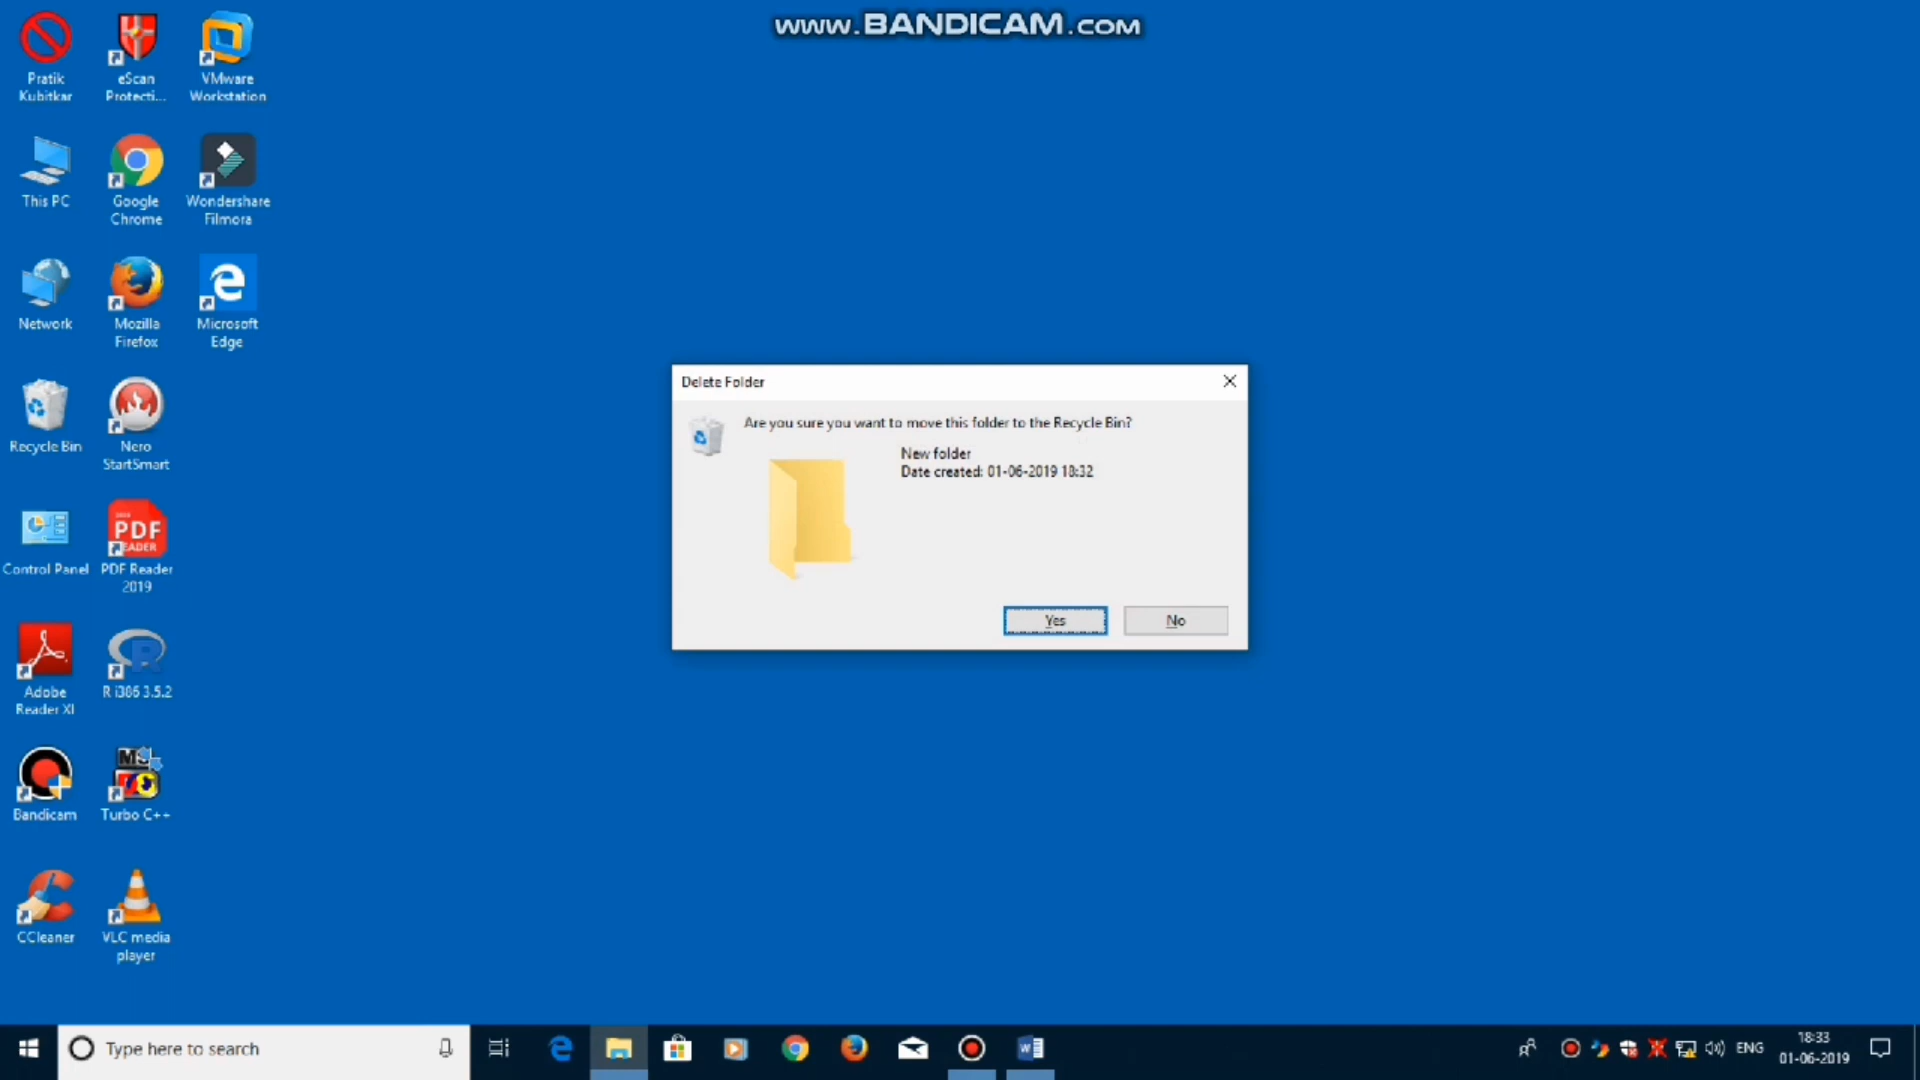 www.BANDICAM.com
Pratik
Kubitkar
eScan
Protecti...
VMware
Workstation
This PC
Google
Chrome
Wondershare
Filmora
Network
Mozilla
Firefox
Microsoft
Edge
Recycle Bin
Nero
StartSmart
Control Panel
PDF
READER
PDF Reader
2019
Adobe
Reader XI
R i386 3.5.2
Bandicam
Turbo C++
CCleaner
VLC media
player
Delete Folder
Are you sure you want to move this folder to the Recycle Bin?
New folder
Date created: 01-06-2019 18:32
Yes
No
Type here to search
ENG
18:33
01-06-2019